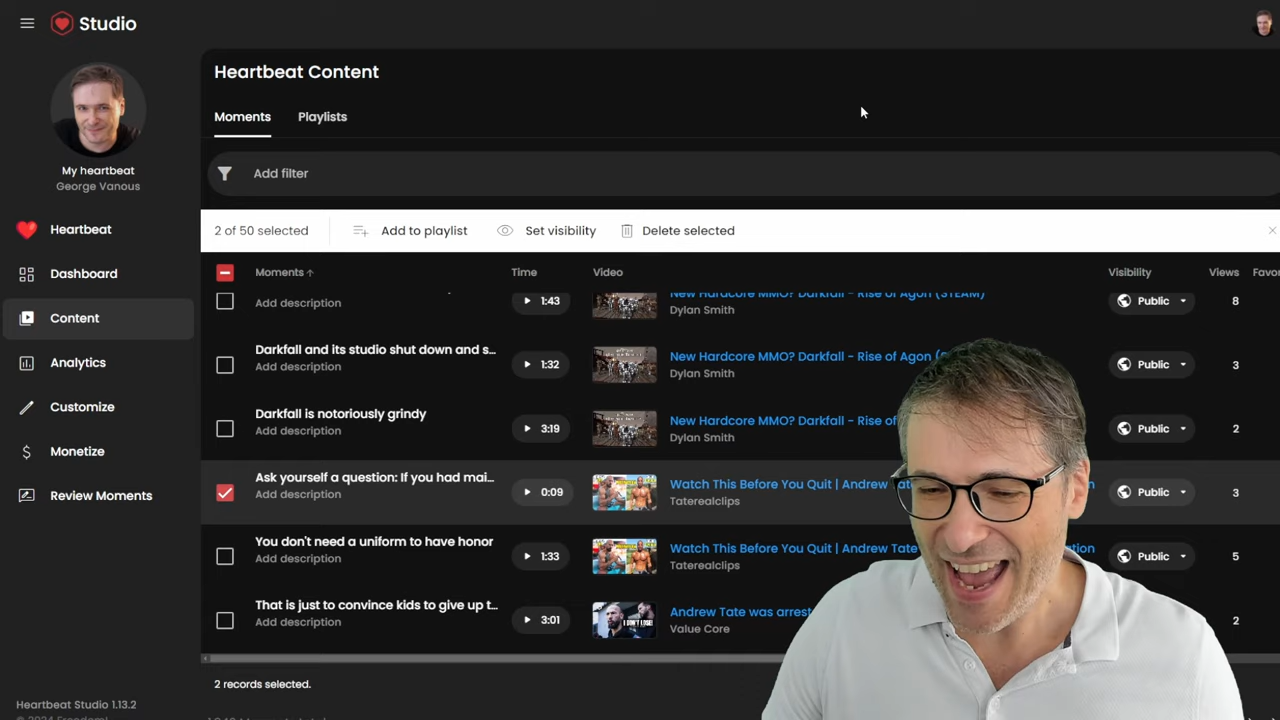 Studio
Heartbeat Content
Moments
Playlists
Add filter
My heartbeat
George Vanous
2 of 50 selected
Add to playlist
Set visibility
Delete selected
Heartbeat
Dashboard
Content
Analytics
Customize
Monetize
Review Moments
Moments
Time
Video
Visibility
Views
Favor
Add description
1:43
New Hardcore MMO? Darkfall - Rise of Agon (STEAM)
Dylan Smith
Public
8
Darkfall and its studio shut down and s...
Add description
1:32
New Hardcore MMO? Darkfall - Rise of Agon
Dylan Smith
Public
3
Darkfall is notoriously grindy
Add description
3:19
New Hardcore MMO? Darkfall - Rise of
Dylan Smith
Public
2
Ask yourself a question: If you had mai...
Add description
0:09
Watch This Before You Quit | Andrew
Taterealclips
Public
3
You don't need a uniform to have honor
Add description
1:33
Watch This Before You Quit | Andrew Tate
Taterealclips
Public
5
That is just to convince kids to give up t...
Add description
3:01
I DON'T LOSE!
Andrew Tate was arrest
Value Core
2
2 records selected.
Heartbeat Studio 1.13.2